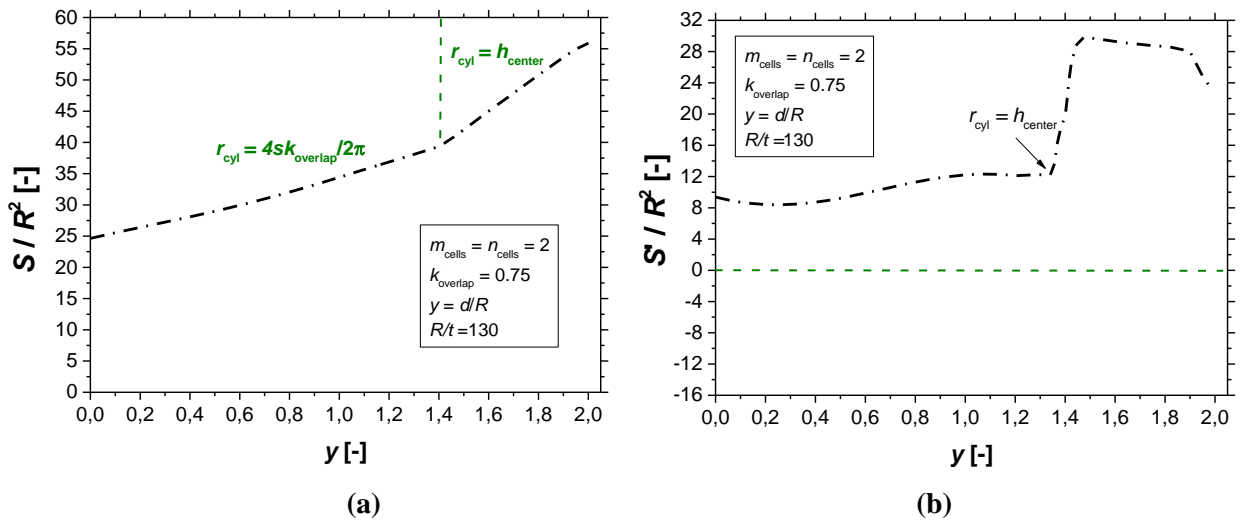 60
55
50
45
40
35
30
25
20
15
10
5
0
S / R² [-]
r_cyl = h_center
r_cyl = 4sk_overlap/2π
m_cells = n_cells = 2
k_overlap = 0.75
y = d/R
R/t =130
0,0 0,2 0,4 0,6 0,8 1,0 1,2 1,4 1,6 1,8 2,0
y [-]
(a)
32
28
24
20
16
12
8
4
0
-4
-8
-12
-16
S' / R² [-]
m_cells = n_cells = 2
k_overlap = 0.75
y = d/R
R/t =130
r_cyl = h_center
0,0 0,2 0,4 0,6 0,8 1,0 1,2 1,4 1,6 1,8 2,0
y [-]
(b)